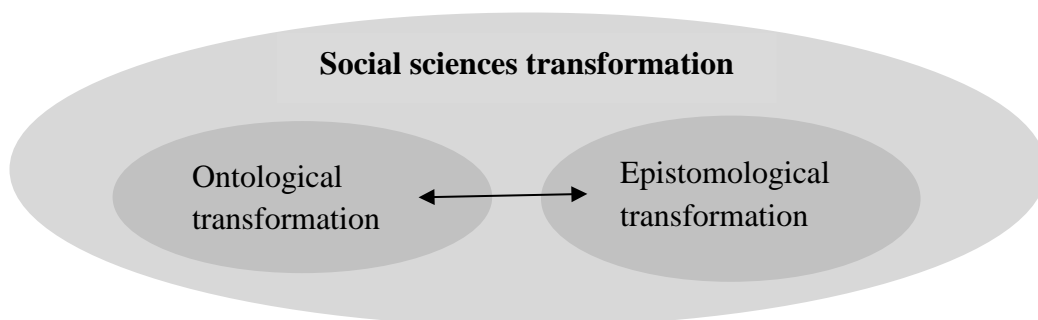 Social sciences transformation
Ontological
transformation
Epistomological
transformation